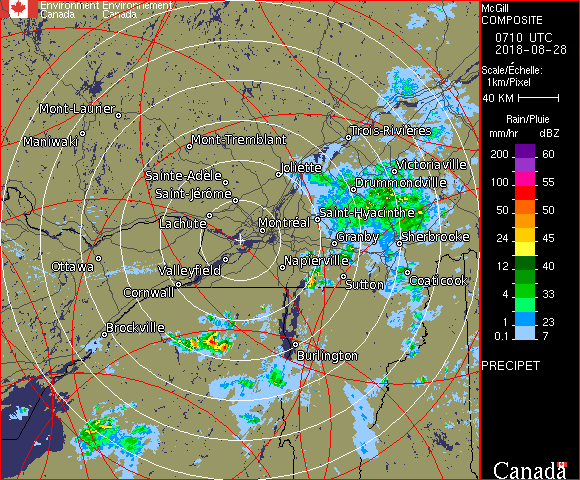 Environment Environnement
Canada Canada
Mont-Laurier
Maniwaki
Mont-Tremblant
Trois-Rivières
Sainte-Adèle
Joliette
Victoriaville
Saint-Jérôme
Drummondville
Lachute
Montréal
Saint-Hyacinthe
Granby
Sherbrooke
Ottawa
Valleyfield
Napierville
Cornwall
Sutton
Coaticook
Brockville
Burlington
McGill
COMPOSITE
0710 UTC
2018-08-28
Scale/Échelle:
1km/Pixel
40 KM
Rain/Pluie
mm/hr dBZ
200 60
150 57
100 55
50 50
24 45
12 40
4 33
1 23
0.1 7
PRECIPET
Canada